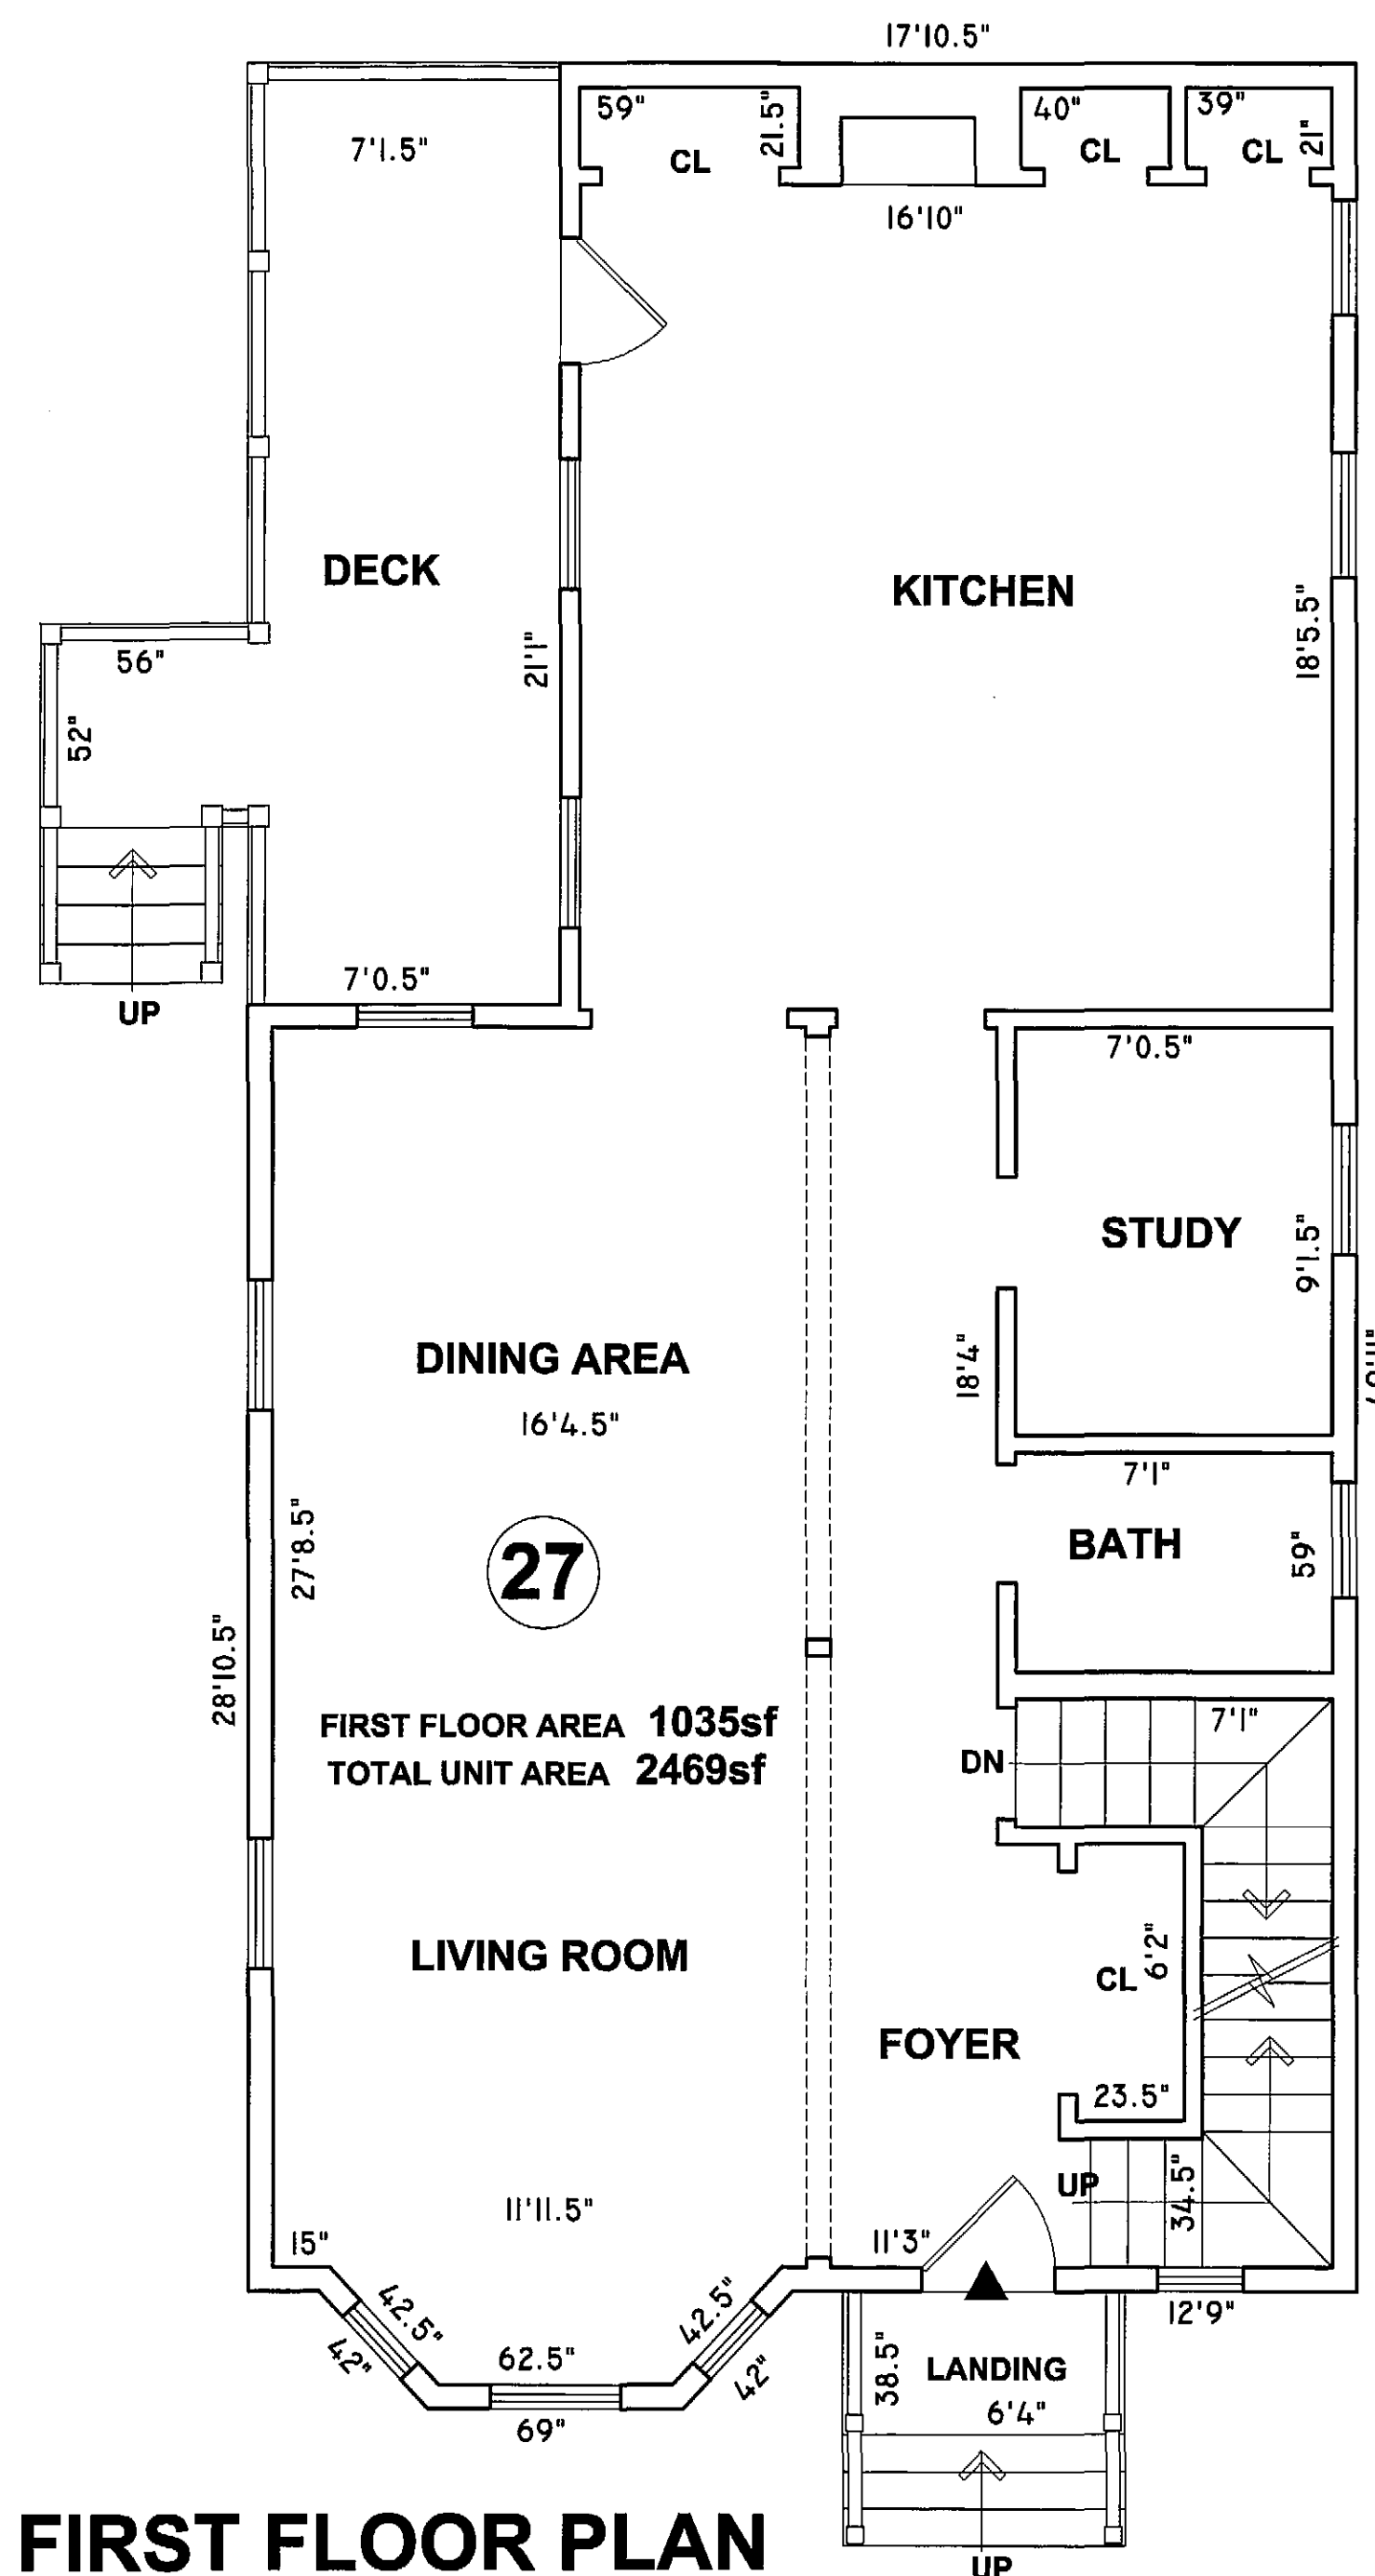 17'10.5"
59"
21.5"
40"
39"
21"
CL
CL
CL
7'1.5"
16'10"
DECK
KITCHEN
18'5.5"
21'1"
56"
52"
7'0.5"
UP
7'0.5"
STUDY
9'1.5"
DINING AREA
16'4.5"
18'4"
7'1"
BATH
59"
27'8.5"
27
28'10.5"
FIRST FLOOR AREA 1035sf
TOTAL UNIT AREA 2469sf
7'1"
DN
LIVING ROOM
6'2"
CL
FOYER
23.5"
UP
34.5"
11'11.5"
15"
11'3"
42.5"
42"
42.5"
42"
62.5"
69"
12'9"
38.5"
LANDING
6'4"
FIRST FLOOR PLAN
UP